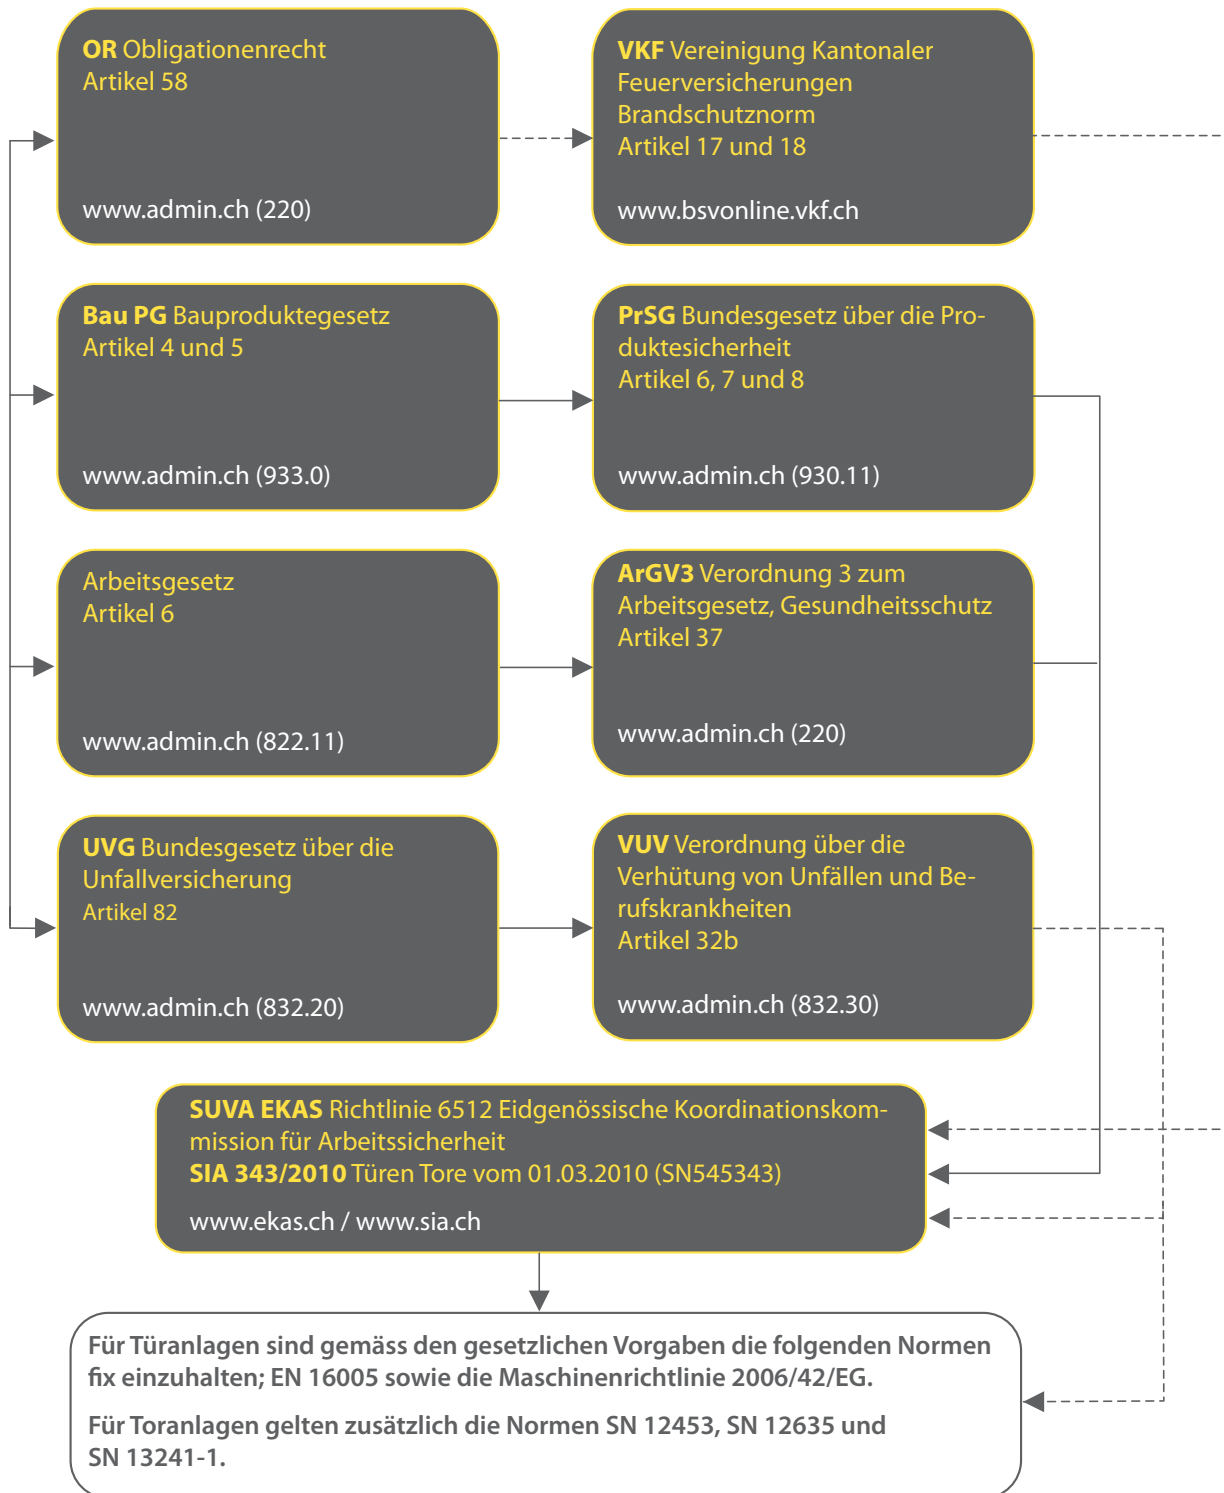 OR Obligationenrecht
Artikel 58
www.admin.ch (220)
VKF Vereinigung Kantonaler
Feuerversicherungen
Brandschutznorm
Artikel 17 und 18
www.bsvonline.vkf.ch
Bau PG Bauproduktegesetz
Artikel 4 und 5
www.admin.ch (933.0)
PrSG Bundesgesetz über die Pro-
duktesicherheit
Artikel 6, 7 und 8
www.admin.ch (930.11)
Arbeitsgesetz
Artikel 6
www.admin.ch (822.11)
ArGV3 Verordnung 3 zum
Arbeitsgesetz, Gesundheitsschutz
Artikel 37
www.admin.ch (220)
UVG Bundesgesetz über die
Unfallversicherung
Artikel 82
www.admin.ch (832.20)
VUV Verordnung über die
Verhütung von Unfällen und Be-
rufskrankheiten
Artikel 32b
www.admin.ch (832.30)
SUVA EKAS Richtlinie 6512 Eidgenössische Koordinationskom-
mission für Arbeitssicherheit
SIA 343/2010 Türen Tore vom 01.03.2010 (SN545343)
www.ekas.ch / www.sia.ch
Für Türanlagen sind gemäss den gesetzlichen Vorgaben die folgenden Normen
fix einzuhalten; EN 16005 sowie die Maschinenrichtlinie 2006/42/EG.
Für Toranlagen gelten zusätzlich die Normen SN 12453, SN 12635 und
SN 13241-1.